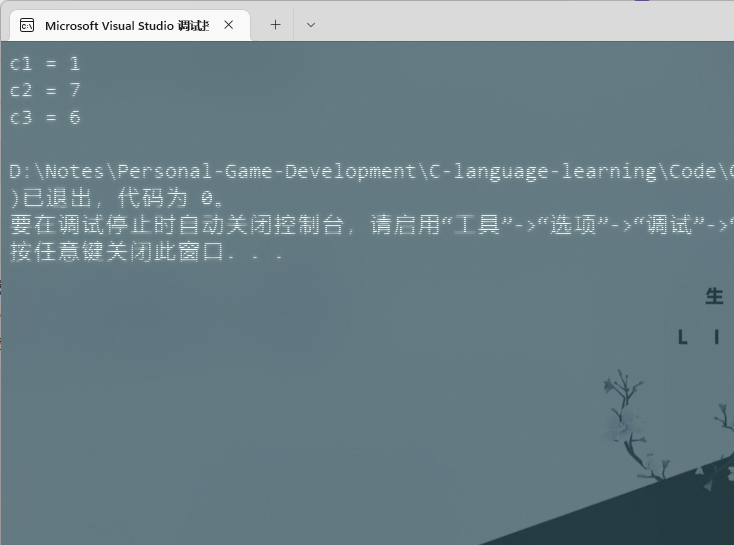 Microsoft Visual Studio 调试
c1 = 1
c2 = 7
c3 = 6
D:\Notes\Personal-Game-Development\C-language-learning\Code\
)已退出，代码为 0。
要在调试停止时自动关闭控制台，请启用“工具”->“选项”->“调试”->“
按任意键关闭此窗口. . .
生
L I